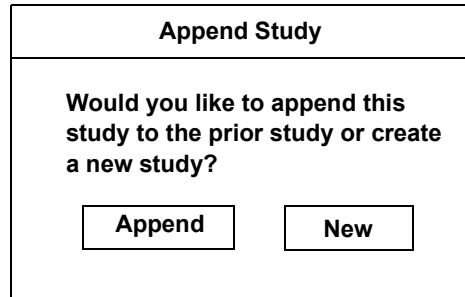 Append Study
Would you like to append this
study to the prior study or create
a new study?
Append
New